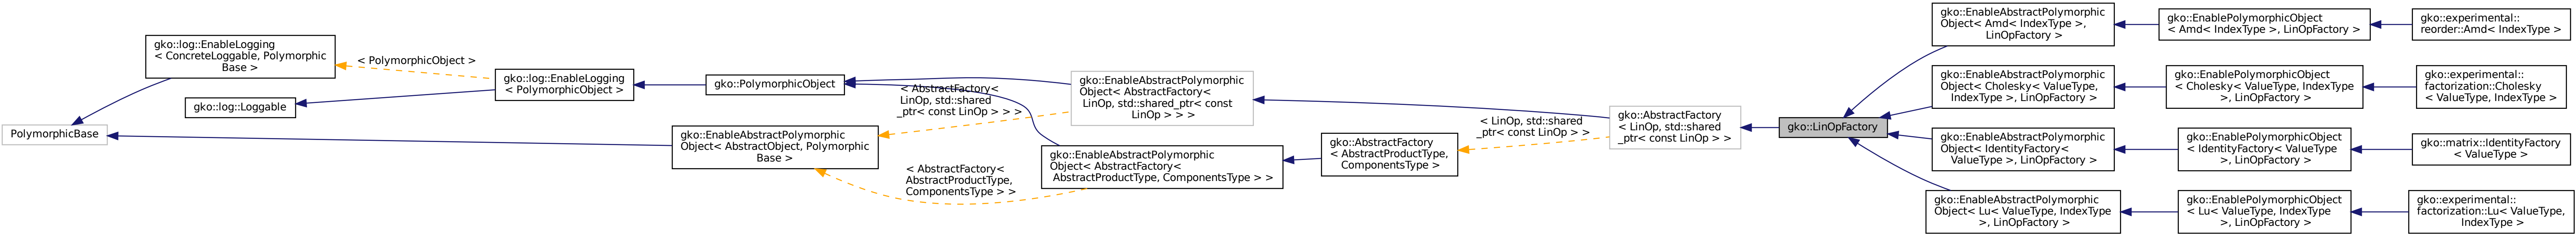 PolymorphicBase
gko::log::EnableLogging
< ConcreteLoggable, Polymorphic
Base >
gko::log::Loggable
< PolymorphicObject >
gko::log::EnableLogging
< PolymorphicObject >
gko::PolymorphicObject
gko::EnableAbstractPolymorphic
Object< AbstractObject, Polymorphic
Base >
< AbstractFactory<
LinOp, std::shared
_ptr< const LinOp > > >
< AbstractFactory<
AbstractProductType,
ComponentsType > >
gko::EnableAbstractPolymorphic
Object< AbstractFactory<
LinOp, std::shared_ptr< const
LinOp > > >
gko::EnableAbstractPolymorphic
Object< AbstractFactory<
AbstractProductType, ComponentsType > >
gko::AbstractFactory
< AbstractProductType,
ComponentsType >
< LinOp, std::shared
_ptr< const LinOp > >
gko::AbstractFactory
< LinOp, std::shared
_ptr< const LinOp > >
gko::LinOpFactory
gko::EnableAbstractPolymorphic
Object< Amd< IndexType >,
LinOpFactory >
gko::EnablePolymorphicObject
< Amd< IndexType >, LinOpFactory >
gko::experimental::
reorder::Amd< IndexType >
gko::EnableAbstractPolymorphic
Object< Cholesky< ValueType,
IndexType >, LinOpFactory >
gko::EnablePolymorphicObject
< Cholesky< ValueType, IndexType
>, LinOpFactory >
gko::experimental::
factorization::Cholesky
< ValueType, IndexType >
gko::EnableAbstractPolymorphic
Object< IdentityFactory<
ValueType >, LinOpFactory >
gko::EnablePolymorphicObject
< IdentityFactory< ValueType
>, LinOpFactory >
gko::matrix::IdentityFactory
< ValueType >
gko::EnableAbstractPolymorphic
Object< Lu< ValueType, IndexType
>, LinOpFactory >
gko::EnablePolymorphicObject
< Lu< ValueType, IndexType
>, LinOpFactory >
gko::experimental::
factorization::Lu< ValueType,
IndexType >